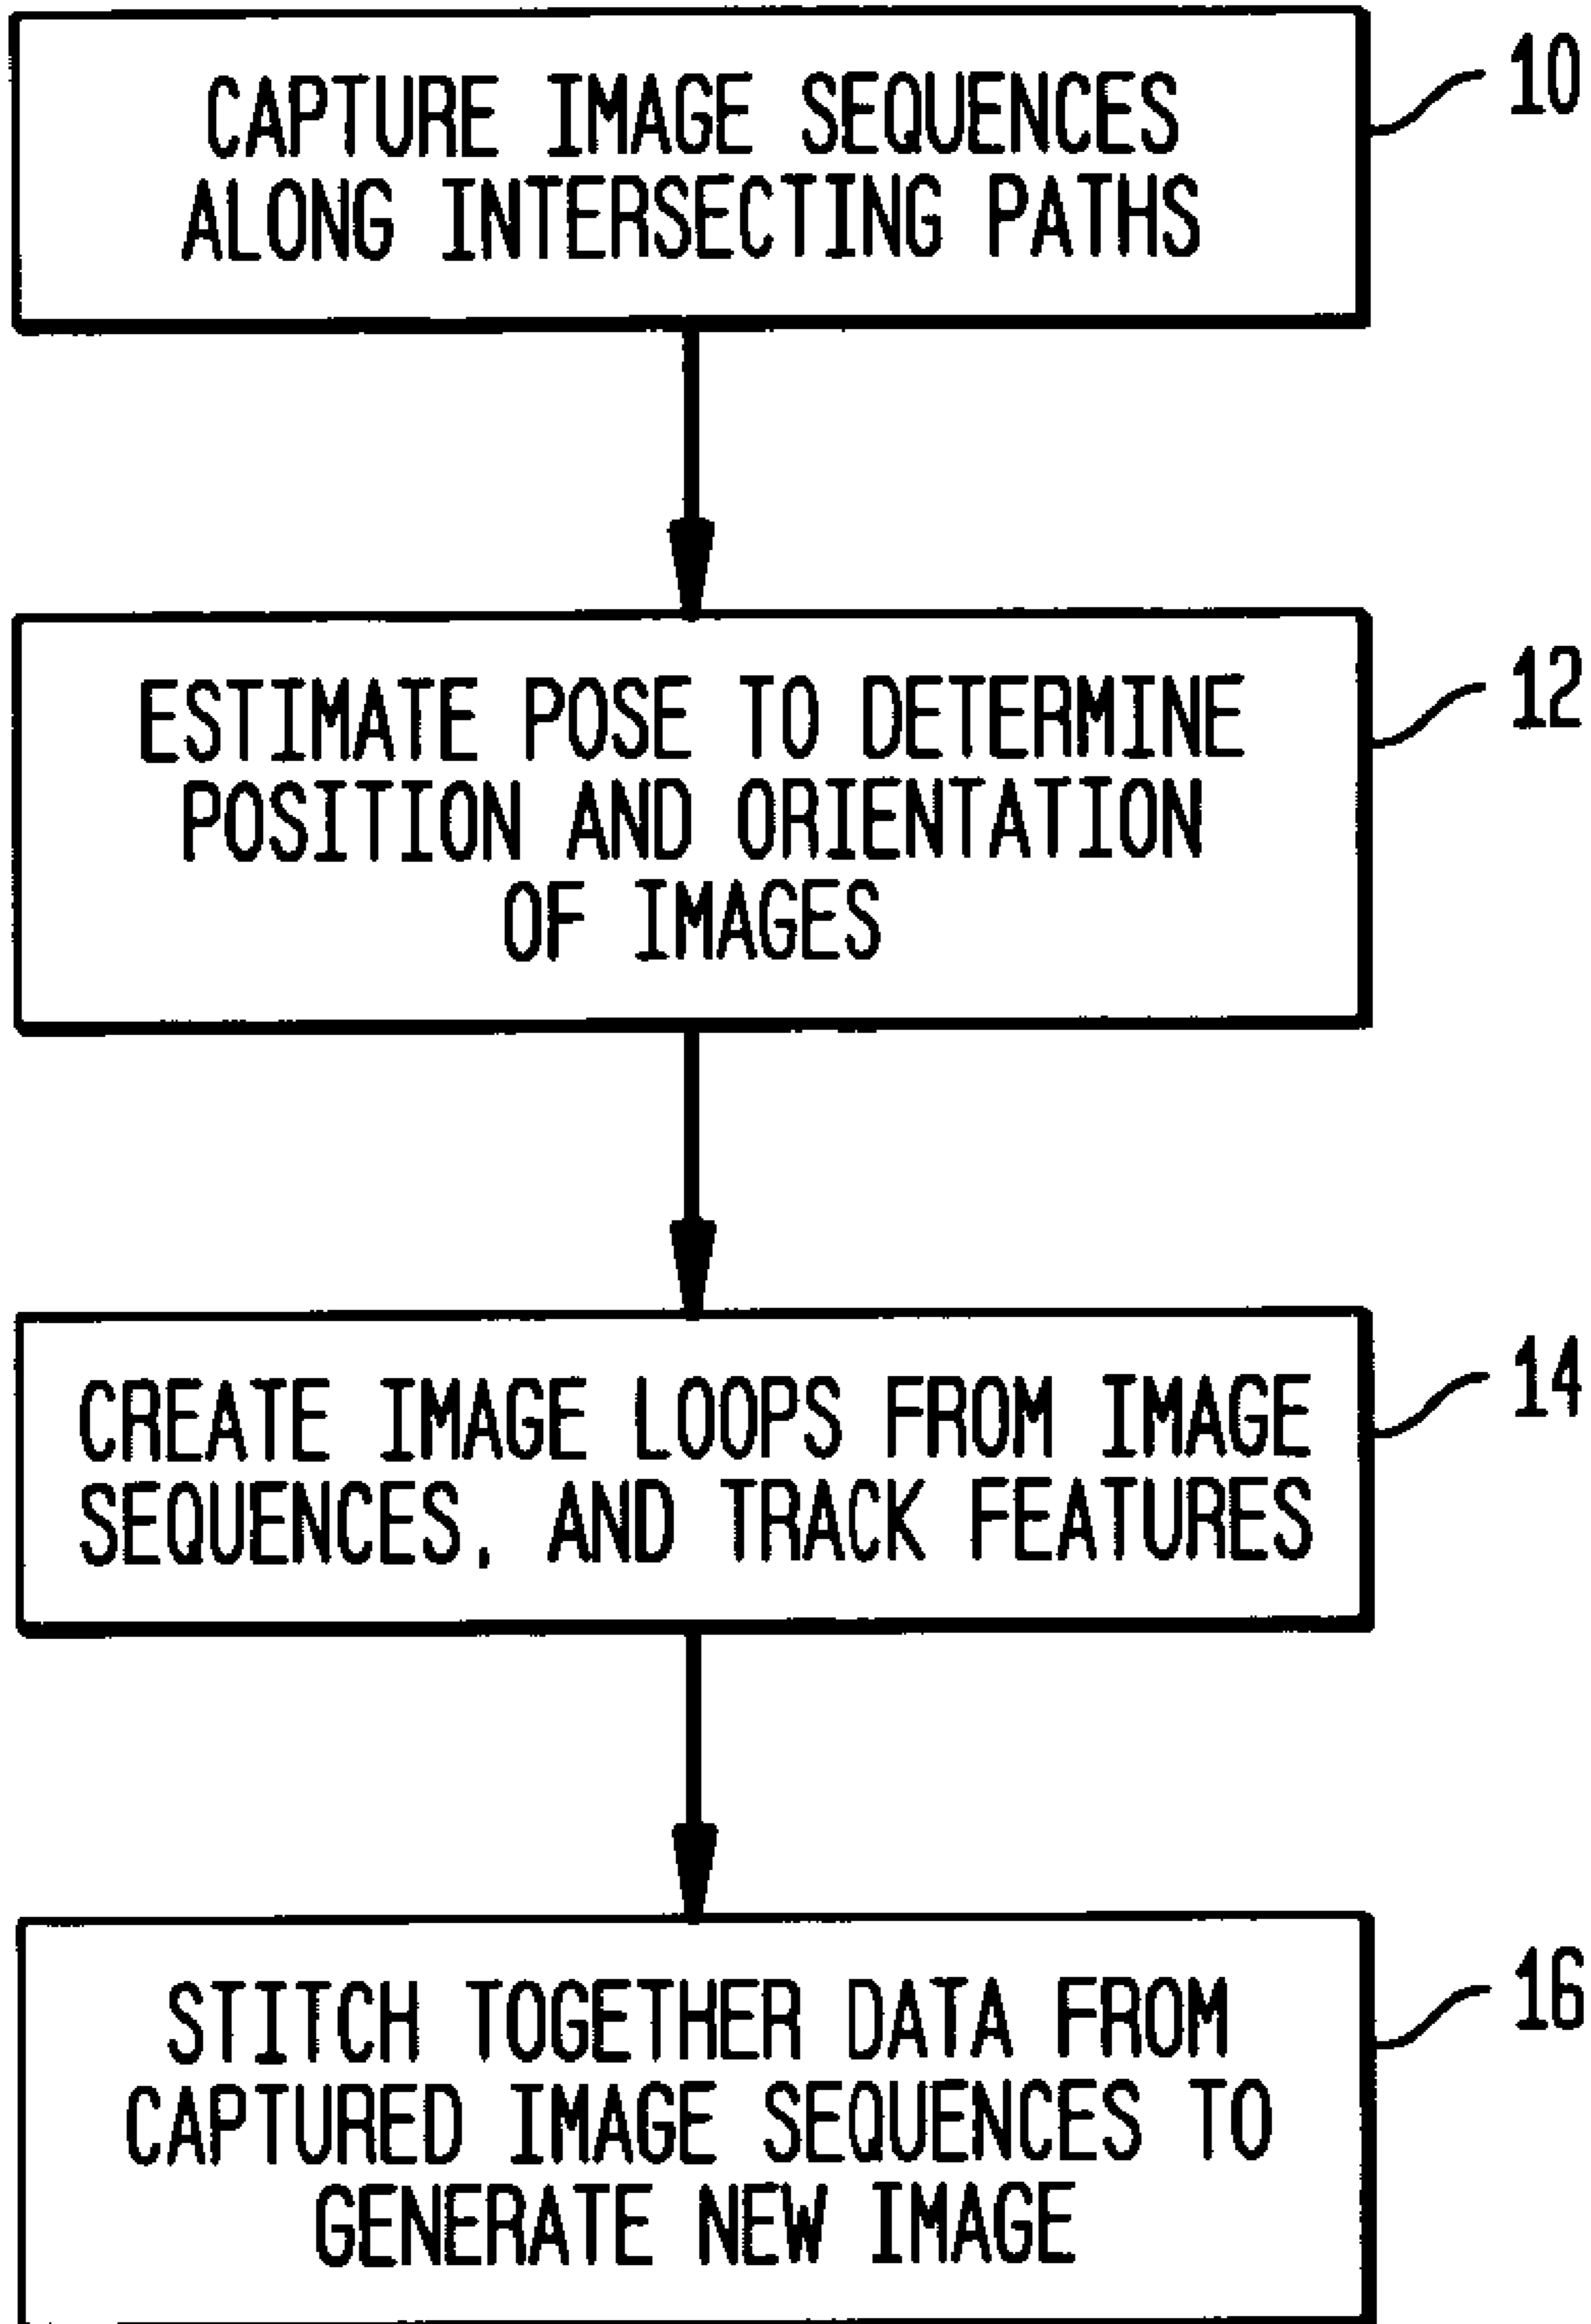 CAPTURE IMAGE SEQUENCES
ALONG INTERSECTING PATHS
10
ESTIMATE POSE TO DETERMINE
POSITION AND ORIENTATION
OF IMAGES
12
CREATE IMAGE LOOPS FROM IMAGE
SEQUENCES, AND TRACK FEATURES
14
STITCH TOGETHER DATA FROM
CAPTURED IMAGE SEQUENCES TO
GENERATE NEW IMAGE
16